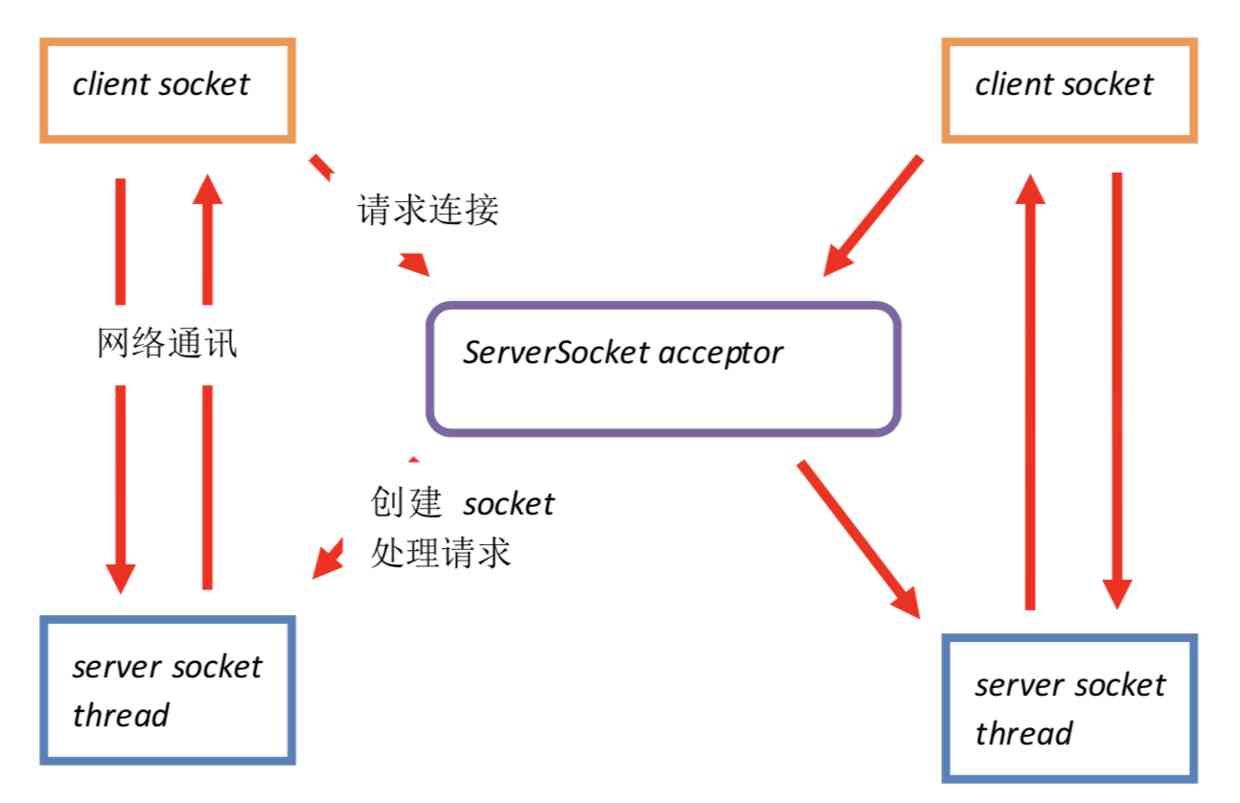 client socket
client socket
请求连接
网络通讯
ServerSocket acceptor
创建 socket
处理请求
server socket
thread
server socket
thread